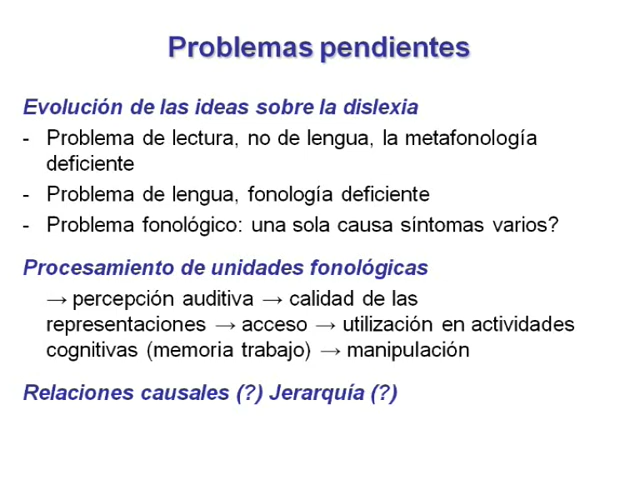 Problemas pendientes
Evolución de las ideas sobre la dislexia
- Problema de lectura, no de lengua, la metafonología
deficiente
- Problema de lengua, fonología deficiente
- Problema fonológico: una sola causa síntomas varios?
Procesamiento de unidades fonológicas
→ percepción auditiva → calidad de las
representaciones → acceso → utilización en actividades
cognitivas (memoria trabajo) → manipulación
Relaciones causales (?) Jerarquía (?)